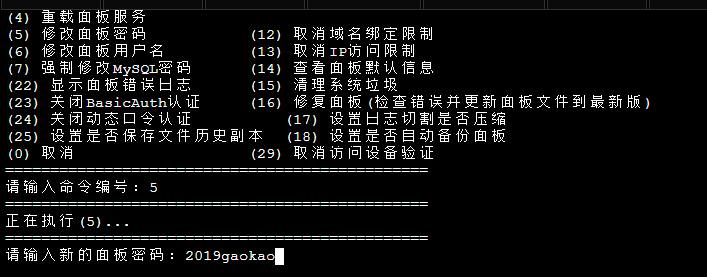 (4) 重载面板服务
(5) 修改面板密码 (12) 取消域名绑定限制
(6) 修改面板用户名 (13) 取消IP访问限制
(7) 强制修改MySQL密码 (14) 查看面板默认信息
(22) 显示面板错误日志 (15) 清理系统垃圾
(23) 关闭BasicAuth认证 (16) 修复面板(检查错误并更新面板文件到最新版)
(24) 关闭动态口令认证 (17) 设置日志切割是否压缩
(25) 设置是否保存文件历史副本 (18) 设置是否自动备份面板
(0) 取消 (29) 取消访问设备验证
===============================================
请输入命令编号：5
===============================================
正在执行(5)...
===============================================
请输入新的面板密码：2019gaokao